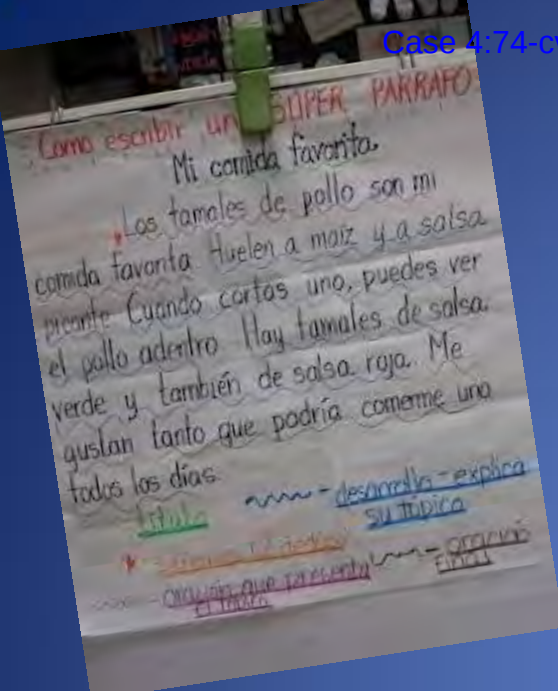 Case 4:74-cv
Como escribir un SUPER PARRAFO
Mi comida favorita.
Los tamales de pollo son mi
comida favorita. Huelen a maíz y a salsa
picante. Cuando cortas uno, puedes ver
el pollo adentro. Hay tamales de salsa
verde y también de salsa roja. Me
gustan tanto que podría comerme uno
todos los días.
título
desarrolla - explica
su tópico
oración que presenta
oración
final